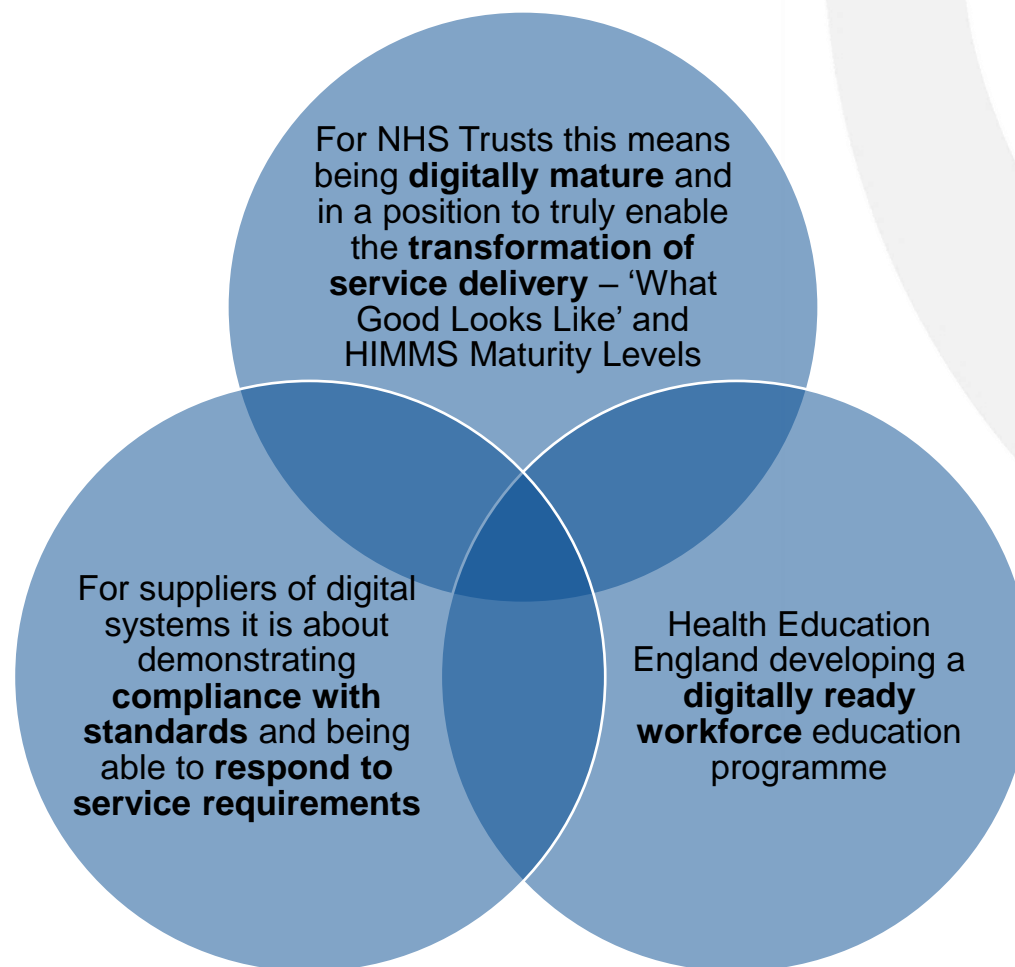 For NHS Trusts this means
being digitally mature and
in a position to truly enable
the transformation of
service delivery – ‘What
Good Looks Like’ and
HIMMS Maturity Levels
For suppliers of digital
systems it is about
demonstrating
compliance with
standards and being
able to respond to
service requirements
Health Education
England developing a
digitally ready
workforce education
programme